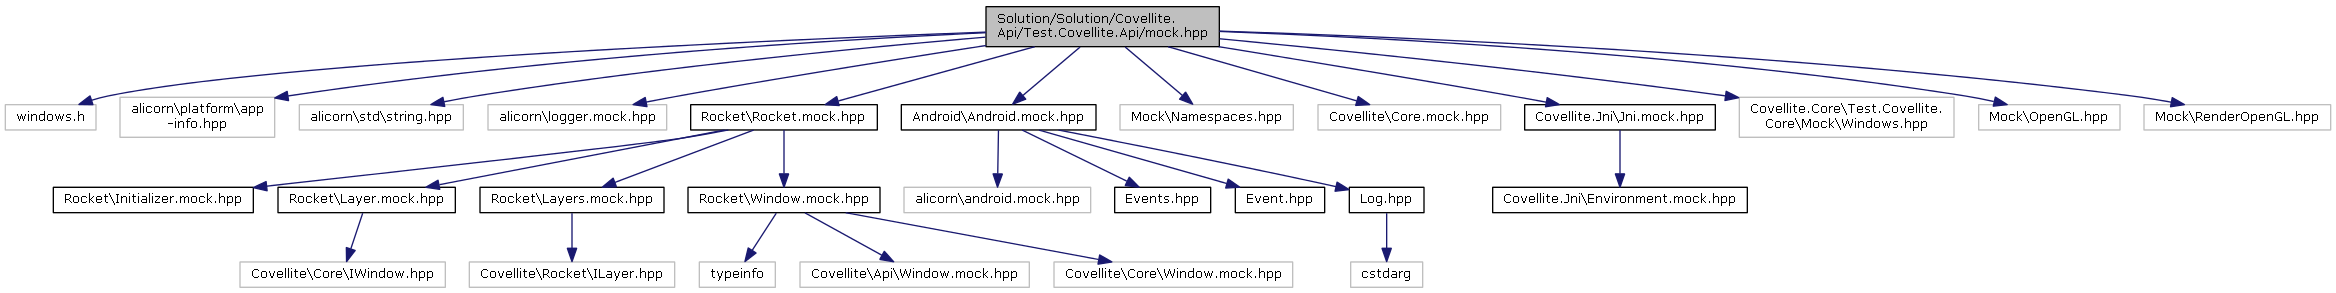 Solution/Solution/Covellite.
Api/Test.Covellite.Api/mock.hpp
windows.h
alicorn\platform\app
-info.hpp
alicorn\std\string.hpp
alicorn\logger.mock.hpp
Rocket\Rocket.mock.hpp
Android\Android.mock.hpp
Mock\Namespaces.hpp
Covellite\Core.mock.hpp
Covellite.Jni\Jni.mock.hpp
Covellite.Core\Test.Covellite.
Core\Mock\Windows.hpp
Mock\OpenGL.hpp
Mock\RenderOpenGL.hpp
Rocket\Initializer.mock.hpp
Rocket\Layer.mock.hpp
Rocket\Layers.mock.hpp
Rocket\Window.mock.hpp
alicorn\android.mock.hpp
Events.hpp
Event.hpp
Log.hpp
Covellite.Jni\Environment.mock.hpp
Covellite\Core\IWindow.hpp
Covellite\Rocket\ILayer.hpp
typeinfo
Covellite\Api\Window.mock.hpp
Covellite\Core\Window.mock.hpp
cstdarg